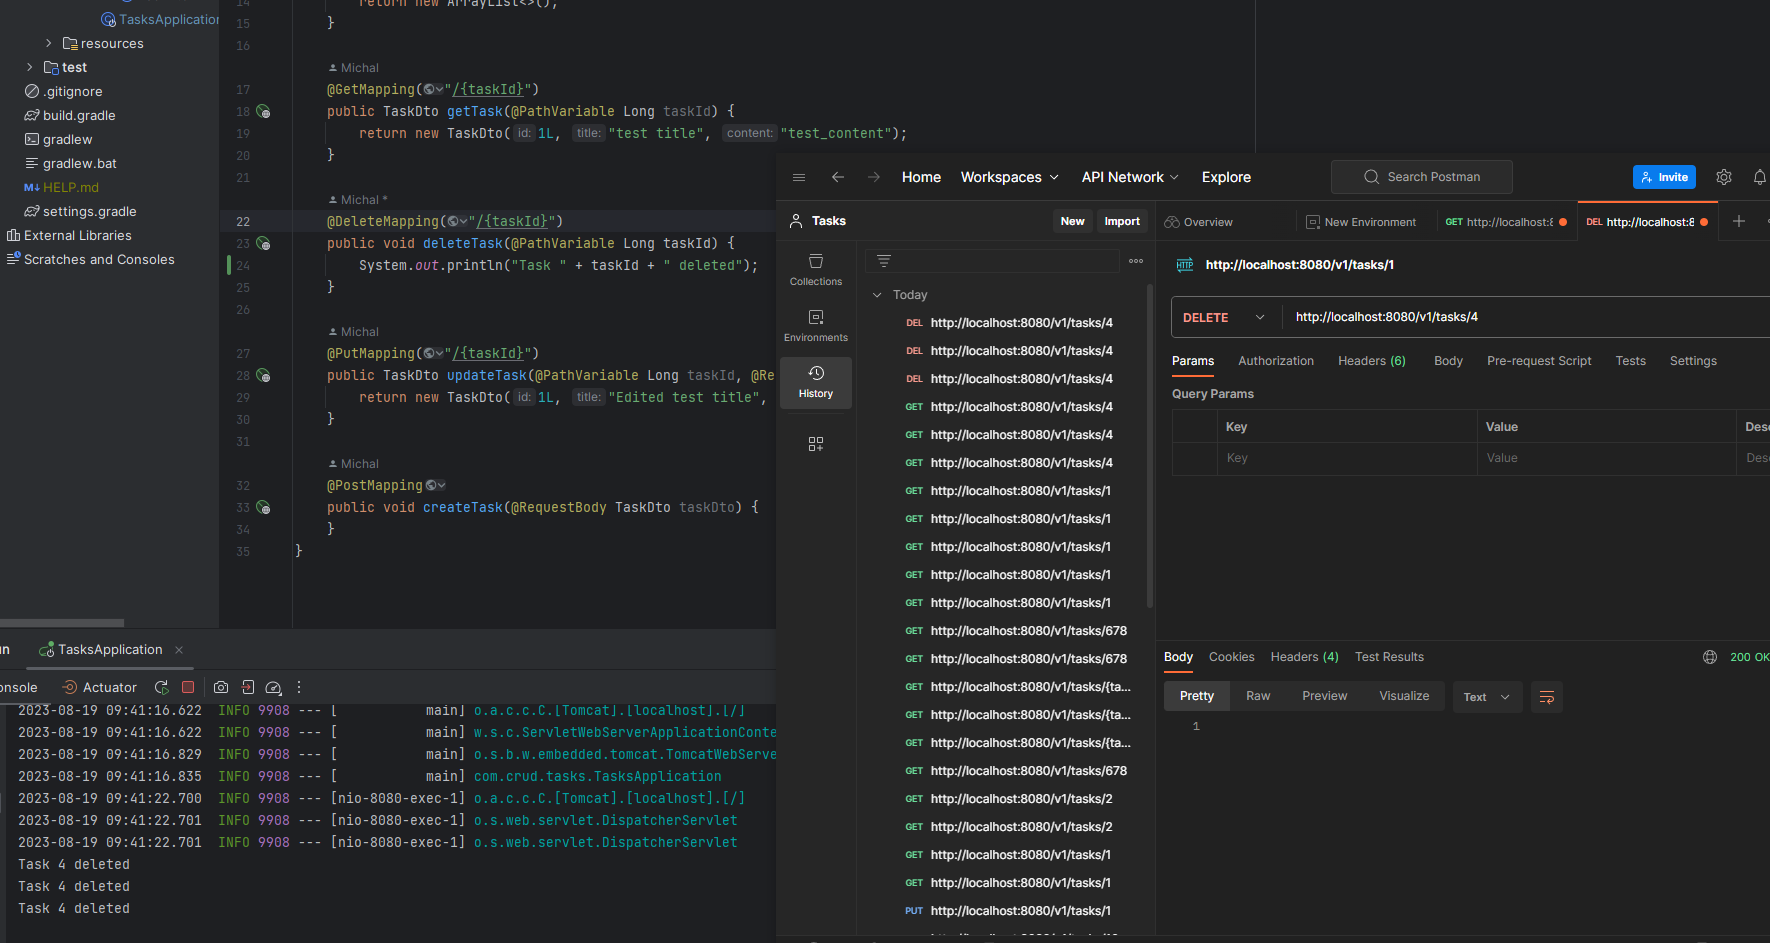 TasksApplication
resources
test
.gitignore
build.gradle
gradlew
gradlew.bat
M↓ HELP.md
settings.gradle
External Libraries
Scratches and Consoles
14 return new ArrayList<>();
15 }
16
Michal
17 @GetMapping("/{taskId}")
18 public TaskDto getTask(@PathVariable Long taskId) {
19 return new TaskDto( id: 1L, title: "test title", content: "test_content");
20 }
21
Michal *
22 @DeleteMapping("/{taskId}")
23 public void deleteTask(@PathVariable Long taskId) {
24 System.out.println("Task " + taskId + " deleted");
25 }
26
Michal
27 @PutMapping("/{taskId}")
28 public TaskDto updateTask(@PathVariable Long taskId, @Re
29 return new TaskDto( id: 1L, title: "Edited test title",
30 }
31
Michal
32 @PostMapping
33 public void createTask(@RequestBody TaskDto taskDto) {
34 }
35 }
TasksApplication
Actuator
2023-08-19 09:41:16.622 INFO 9908 --- [ main] o.a.c.c.C.[Tomcat].[localhost].[/]
2023-08-19 09:41:16.622 INFO 9908 --- [ main] w.s.c.ServletWebServerApplicationConte
2023-08-19 09:41:16.829 INFO 9908 --- [ main] o.s.b.w.embedded.tomcat.TomcatWebServe
2023-08-19 09:41:16.835 INFO 9908 --- [ main] com.crud.tasks.TasksApplication
2023-08-19 09:41:22.700 INFO 9908 --- [nio-8080-exec-1] o.a.c.c.C.[Tomcat].[localhost].[/]
2023-08-19 09:41:22.701 INFO 9908 --- [nio-8080-exec-1] o.s.web.servlet.DispatcherServlet
2023-08-19 09:41:22.701 INFO 9908 --- [nio-8080-exec-1] o.s.web.servlet.DispatcherServlet
Task 4 deleted
Task 4 deleted
Task 4 deleted
Home Workspaces API Network Explore Search Postman Invite
Tasks New Import
Overview New Environment GET http://localhost:8 DEL http://localhost:8
Collections
Environments
History
Today
DEL http://localhost:8080/v1/tasks/4
DEL http://localhost:8080/v1/tasks/4
DEL http://localhost:8080/v1/tasks/4
GET http://localhost:8080/v1/tasks/4
GET http://localhost:8080/v1/tasks/4
GET http://localhost:8080/v1/tasks/4
GET http://localhost:8080/v1/tasks/1
GET http://localhost:8080/v1/tasks/1
GET http://localhost:8080/v1/tasks/1
GET http://localhost:8080/v1/tasks/1
GET http://localhost:8080/v1/tasks/1
GET http://localhost:8080/v1/tasks/678
GET http://localhost:8080/v1/tasks/678
GET http://localhost:8080/v1/tasks/{ta...
GET http://localhost:8080/v1/tasks/{ta...
GET http://localhost:8080/v1/tasks/{ta...
GET http://localhost:8080/v1/tasks/678
GET http://localhost:8080/v1/tasks/2
GET http://localhost:8080/v1/tasks/2
GET http://localhost:8080/v1/tasks/1
GET http://localhost:8080/v1/tasks/1
PUT http://localhost:8080/v1/tasks/1
HTTP http://localhost:8080/v1/tasks/1
DELETE http://localhost:8080/v1/tasks/4
Params Authorization Headers (6) Body Pre-request Script Tests Settings
Query Params
Key Value Desc
Key Value Desc
Body Cookies Headers (4) Test Results 200 OK
Pretty Raw Preview Visualize Text
1